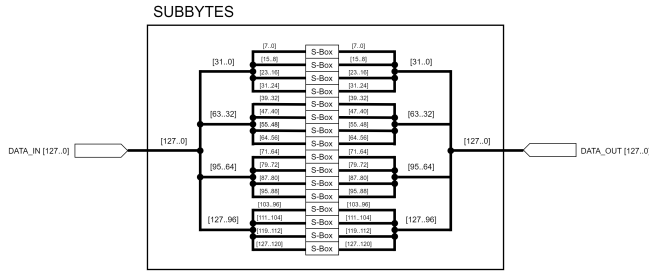 SUBBYTES
[7..0] S-Box [7..0]
[31..0] [15..8] S-Box [15..8] [31..0]
[23..16] S-Box [23..16]
[31..24] S-Box [31..24]
[39..32] S-Box [39..32]
[63..32] [47..40] S-Box [47..40] [63..32]
[55..48] S-Box [55..48]
[64..56] S-Box [64..56]
DATA_IN [127..0] [127..0] [71..64] S-Box [71..64] [127..0] DATA_OUT [127..0]
[95..64] [79..72] S-Box [79..72] [95..64]
[87..80] S-Box [87..80]
[95..88] S-Box [95..88]
[103..96] S-Box [103..96]
[127..96] [111..104] S-Box [111..104] [127..96]
[119..112] S-Box [119..112]
[127..120] S-Box [127..120]